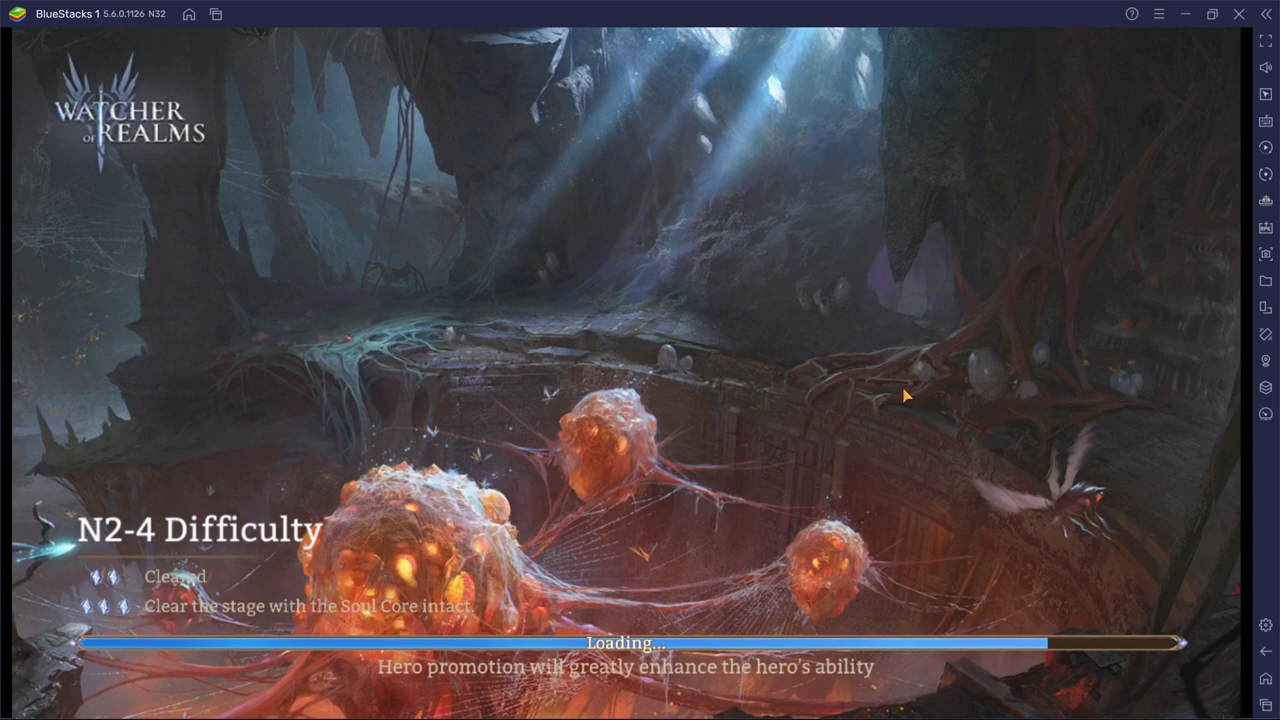 BlueStacks 1 5.6.0.1126 N32
WATCHER
OF REALMS
N2-4 Difficulty
Cleared
Clear the stage with the Soul Core intact.
Loading...
Hero promotion will greatly enhance the hero's ability